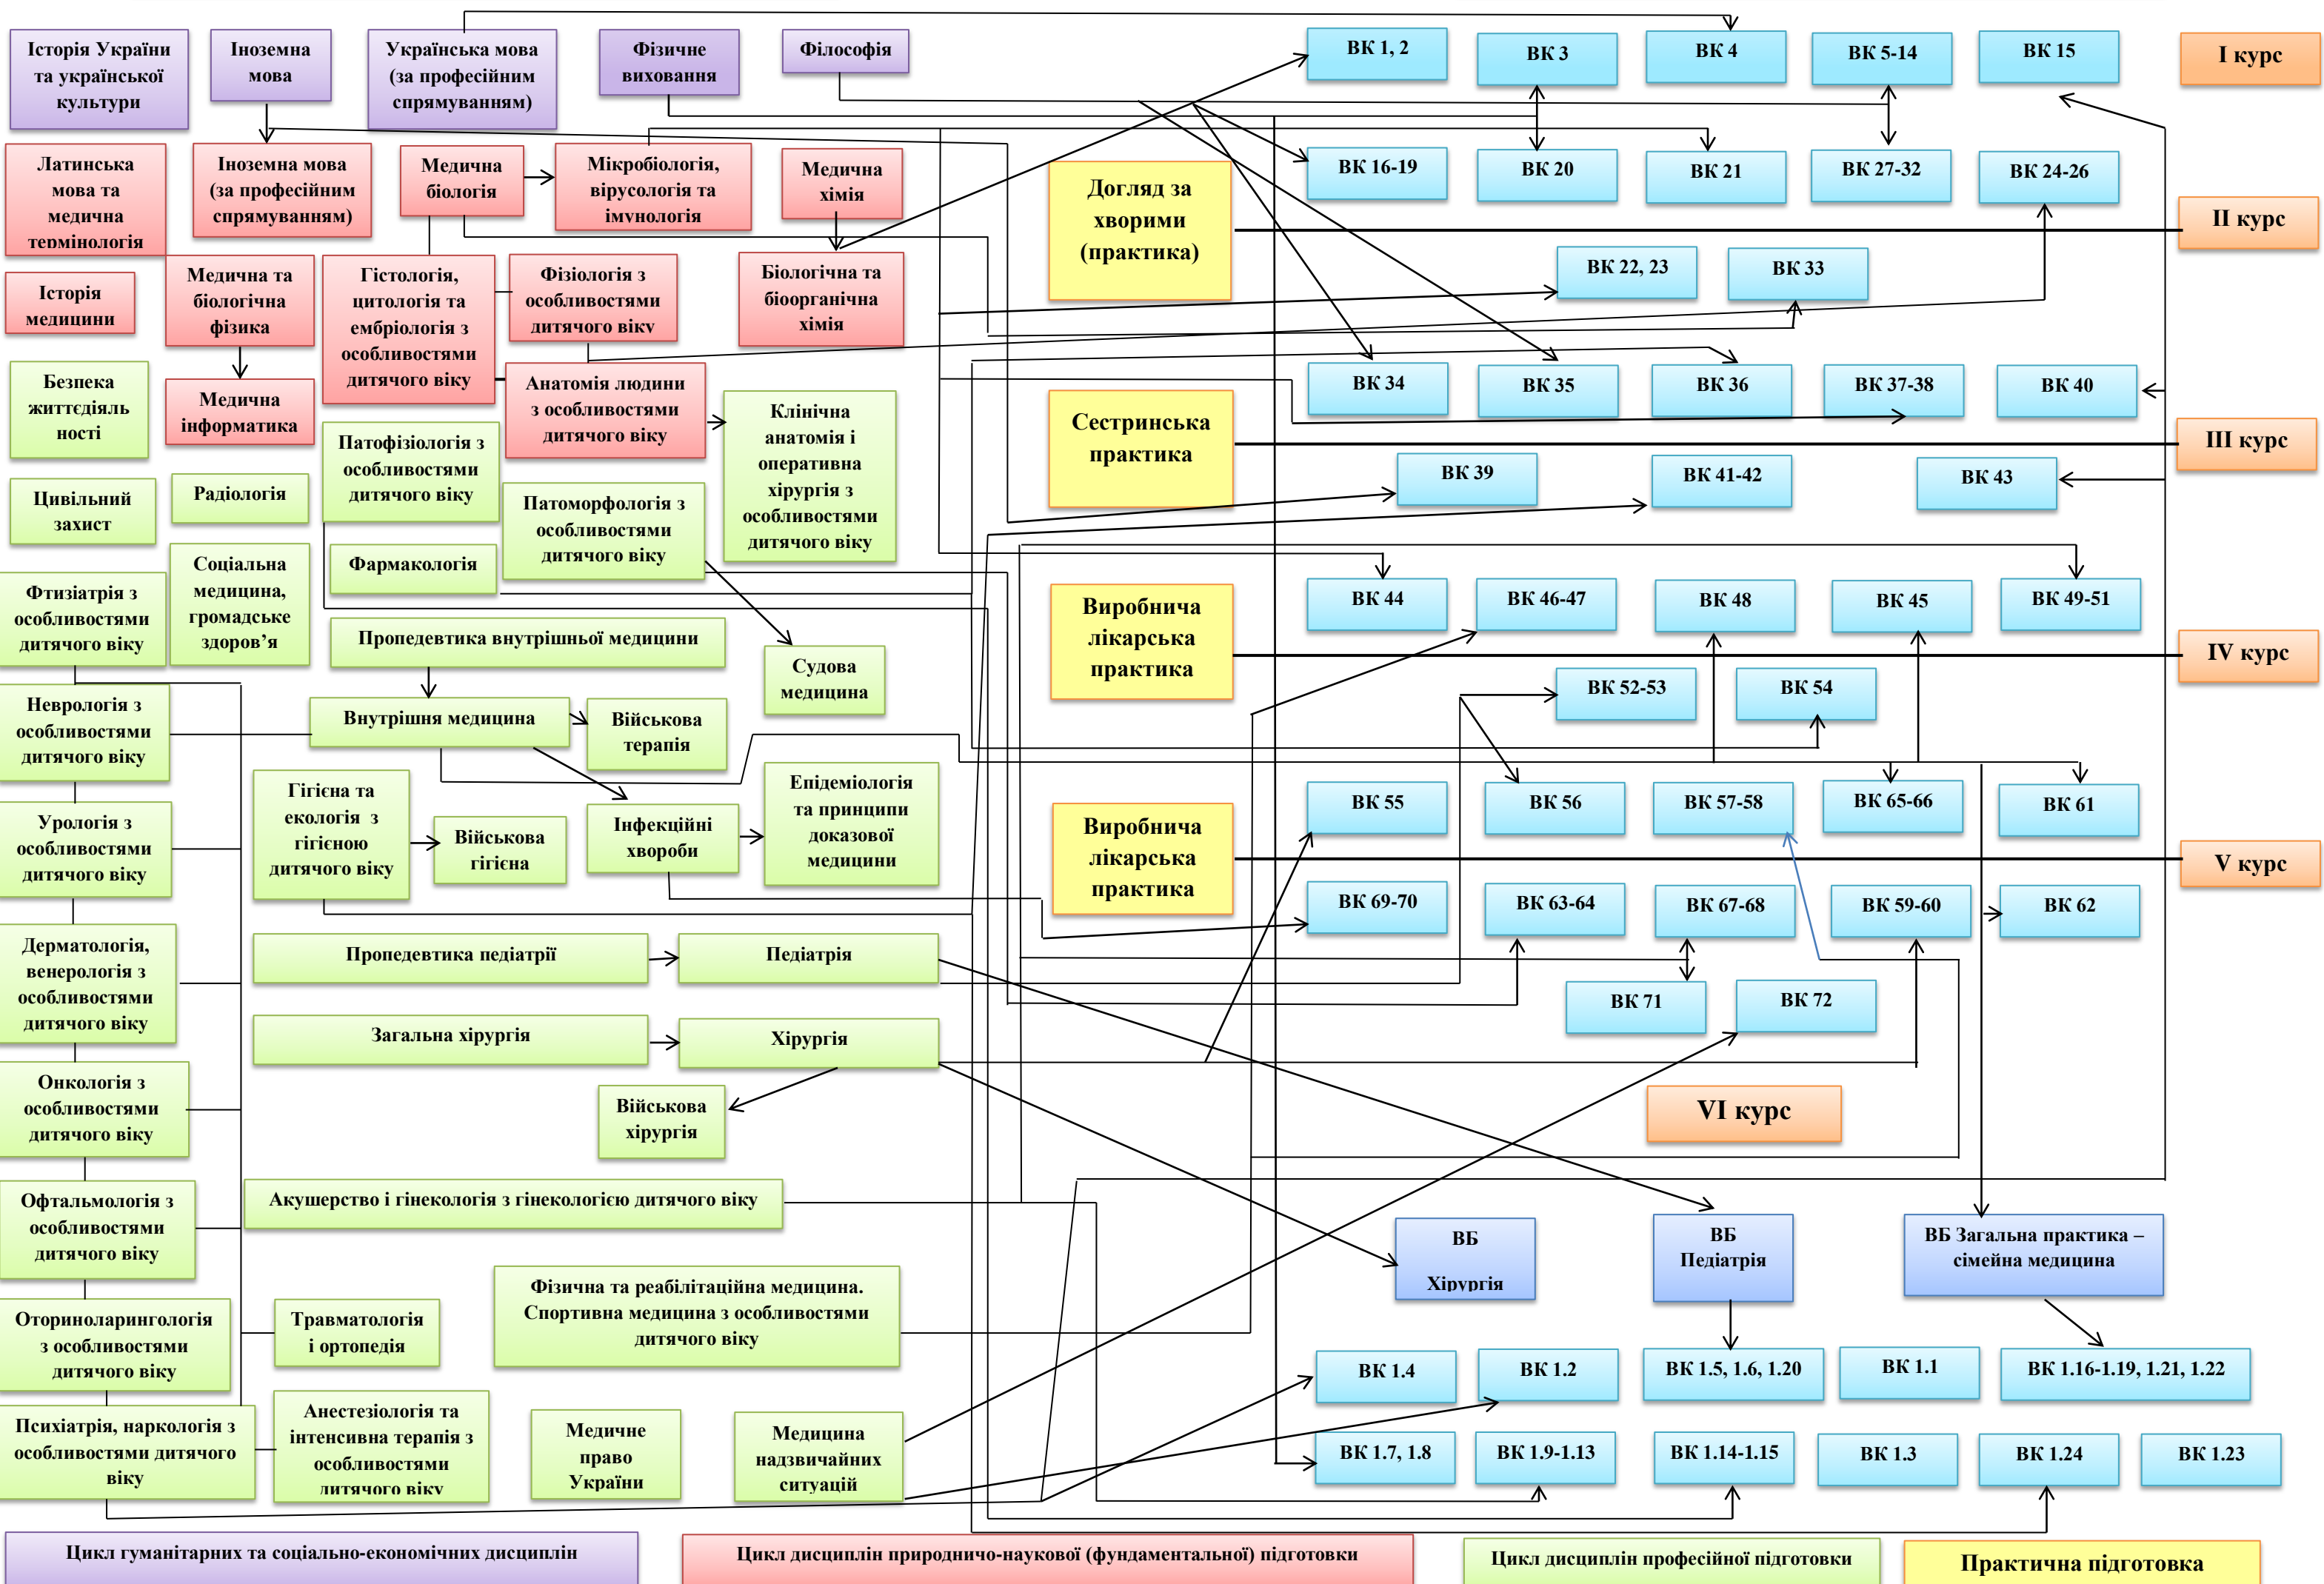 Історія України
та української
культури
Іноземна
мова
Українська мова
(за професійним
спрямуванням)
Фізичне
виховання
Філософія
ВК 1, 2
ВК 3
ВК 4
ВК 5-14
ВК 15
І курс
Латинська
мова та
медична
термінологія
Іноземна мова
(за професійним
спрямуванням)
Медична
біологія
Мікробіологія,
вірусологія та
імунологія
Медична
хімія
Догляд за
хворими
(практика)
ВК 16-19
ВК 20
ВК 21
ВК 27-32
ВК 24-26
ІІ курс
Історія
медицини
Медична та
біологічна
фізика
Гістологія,
цитологія та
ембріологія з
особливостями
дитячого віку
Фізіологія з
особливостями
дитячого віку
Біологічна та
біоорганічна
хімія
ВК 22, 23
ВК 33
Безпека
життєдіяль
ності
Медична
інформатика
Анатомія людини
з особливостями
дитячого віку
Клінічна
анатомія і
оперативна
хірургія з
особливостями
дитячого віку
ВК 34
ВК 35
ВК 36
ВК 37-38
ВК 40
Сестринська
практика
ІІІ курс
Патофізіологія з
особливостями
дитячого віку
Цивільний
захист
Радіологія
Патоморфологія з
особливостями
дитячого віку
ВК 39
ВК 41-42
ВК 43
Фтизіатрія з
особливостями
дитячого віку
Соціальна
медицина,
громадське
здоров’я
Фармакологія
Виробнича
лікарська
практика
ВК 44
ВК 46-47
ВК 48
ВК 45
ВК 49-51
Пропедевтика внутрішньої медицини
Судова
медицина
IV курс
Неврологія з
особливостями
дитячого віку
Внутрішня медицина
Військова
терапія
ВК 52-53
ВК 54
Урологія з
особливостями
дитячого віку
Гігієна та
екологія з
гігієною
дитячого віку
Військова
гігієна
Інфекційні
хвороби
Епідеміологія
та принципи
доказової
медицини
Виробнича
лікарська
практика
ВК 55
ВК 56
ВК 57-58
ВК 65-66
ВК 61
V курс
ВК 69-70
ВК 63-64
ВК 67-68
ВК 59-60
ВК 62
Дерматологія,
венерологія з
особливостями
дитячого віку
Пропедевтика педіатрії
Педіатрія
ВК 71
ВК 72
Загальна хірургія
Хірургія
Онкологія з
особливостями
дитячого віку
Військова
хірургія
VI курс
Офтальмологія з
особливостями
дитячого віку
Акушерство і гінекологія з гінекологією дитячого віку
ВБ
Хірургія
ВБ
Педіатрія
ВБ Загальна практика –
сімейна медицина
Оториноларингологія
з особливостями
дитячого віку
Травматологія
і ортопедія
Фізична та реабілітаційна медицина.
Спортивна медицина з особливостями
дитячого віку
ВК 1.4
ВК 1.2
ВК 1.5, 1.6, 1.20
ВК 1.1
ВК 1.16-1.19, 1.21, 1.22
Психіатрія, наркологія з
особливостями дитячого
віку
Анестезіологія та
інтенсивна терапія з
особливостями
дитячого віку
Медичне
право
України
Медицина
надзвичайних
ситуацій
ВК 1.7, 1.8
ВК 1.9-1.13
ВК 1.14-1.15
ВК 1.3
ВК 1.24
ВК 1.23
Цикл гуманітарних та соціально-економічних дисциплін
Цикл дисциплін природничо-наукової (фундаментальної) підготовки
Цикл дисциплін професійної підготовки
Практична підготовка